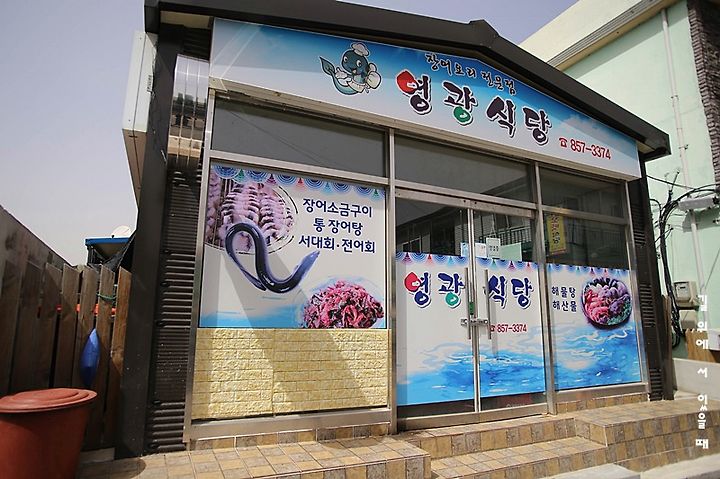 장어요리전문점
영광식당
☎857-3374
장어소금구이
통장어탕
서대회·전어회
영광식당
☎857-3374
해물탕
해산물
길위에 서 있을 때